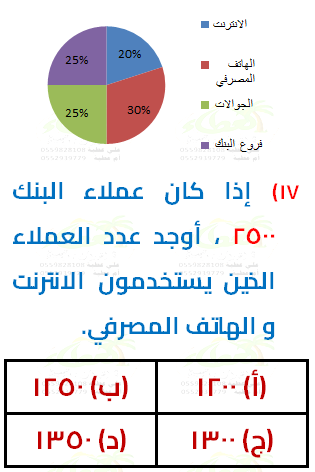 20%
30%
25%
25%
الانترنت
الهاتف
المصرفي
الجوالات
فروع البنك
١٧) إذا كان عملاء البنك
٢٥٠٠ ، أوجد عدد العملاء
الذين يستخدمون الانترنت
و الهاتف المصرفي.
(أ) ١٢٠٠
(ب) ١٢٥٠
(ج) ١٣٠٠
(د) ١٣٥٠